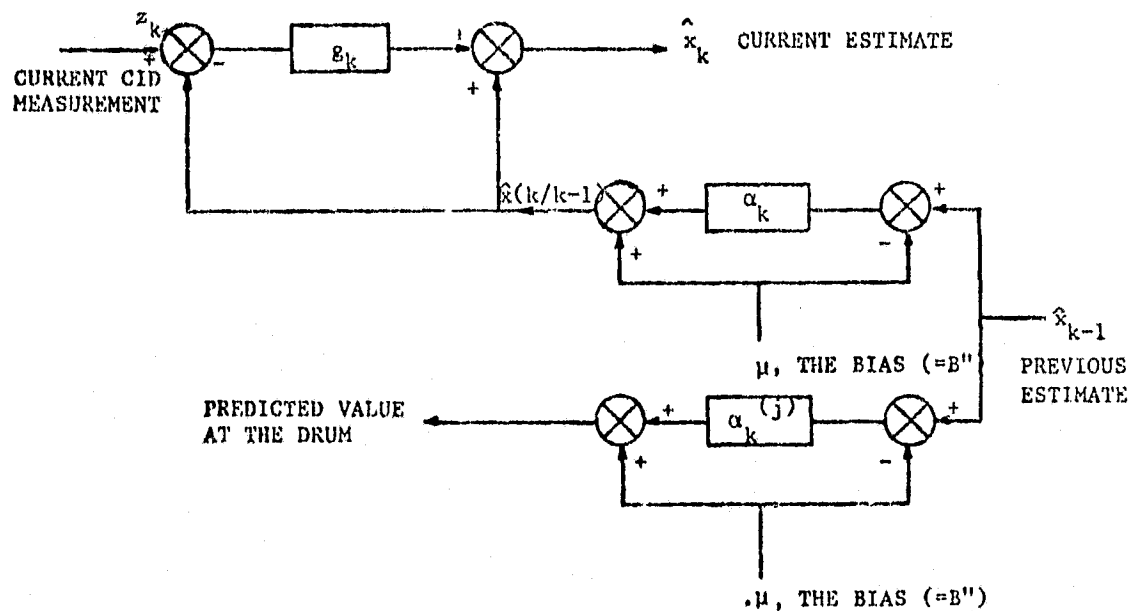 z_k
+
-
g_k
+
+
x̂_k CURRENT ESTIMATE
CURRENT CID
MEASUREMENT
x̂(k/k-1)
+
α_k
+
+
-
x̂_{k-1}
μ, THE BIAS (=B"
PREVIOUS
ESTIMATE
PREDICTED VALUE
AT THE DRUM
+
α_k^(j)
+
+
-
.μ, THE BIAS (=B")